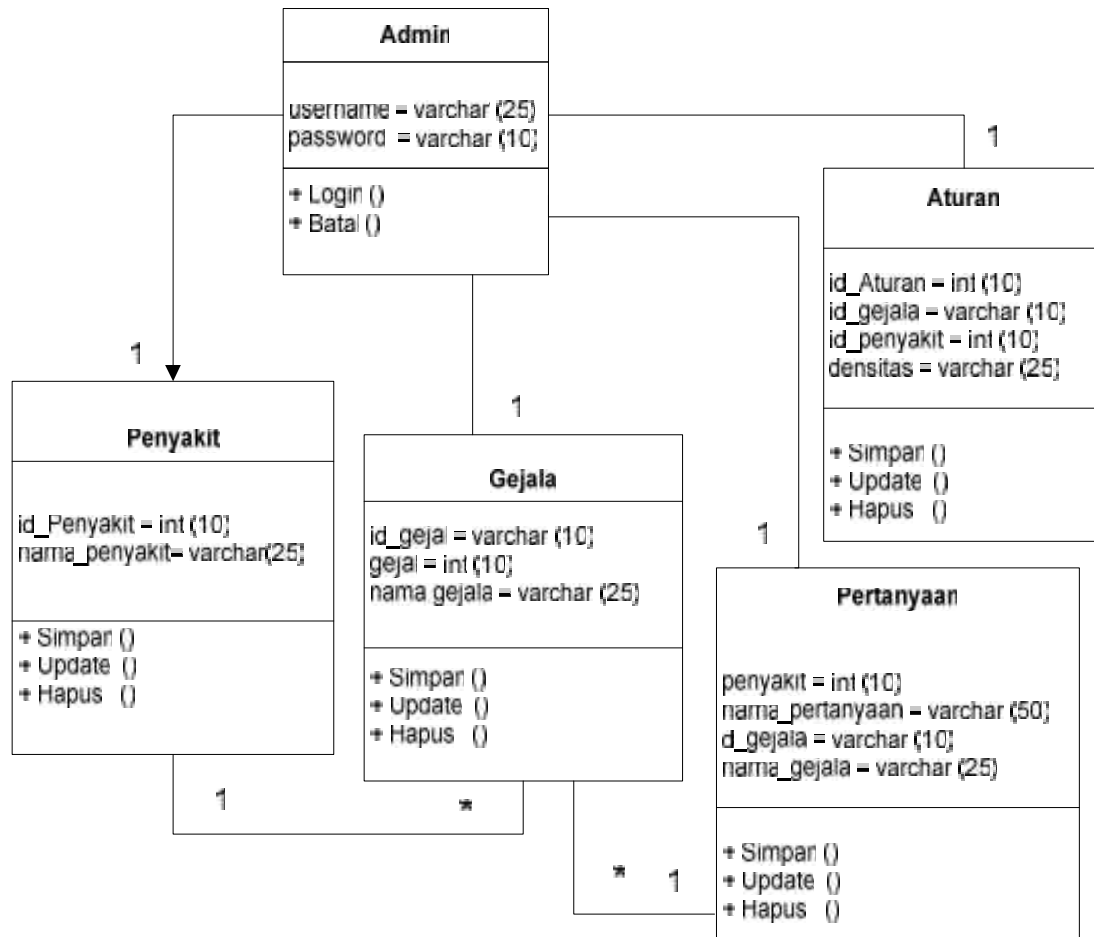 Admin
username = varchar (25)
password = varchar (10)
+ Login ()
+ Batal ()
1
Aturan
id_Aturan = int (10)
id_gejala = varchar (10)
id_penyakit = int (10)
densitas = varchar (25)
+ Simpan ()
+ Update ()
+ Hapus ()
1
Penyakit
id_Penyakit = int (10)
nama_penyakit= varchar(25)
+ Simpan ()
+ Update ()
+ Hapus ()
1
Gejala
id_gejal = varchar (10)
gejal = int (10)
nama gejala = varchar (25)
+ Simpan ()
+ Update ()
+ Hapus ()
1
Pertanyaan
penyakit = int (10)
nama_pertanyaan = varchar (50)
d_gejala = varchar (10)
nama_gejala = varchar (25)
+ Simpan ()
+ Update ()
+ Hapus ()
1
*
*
1